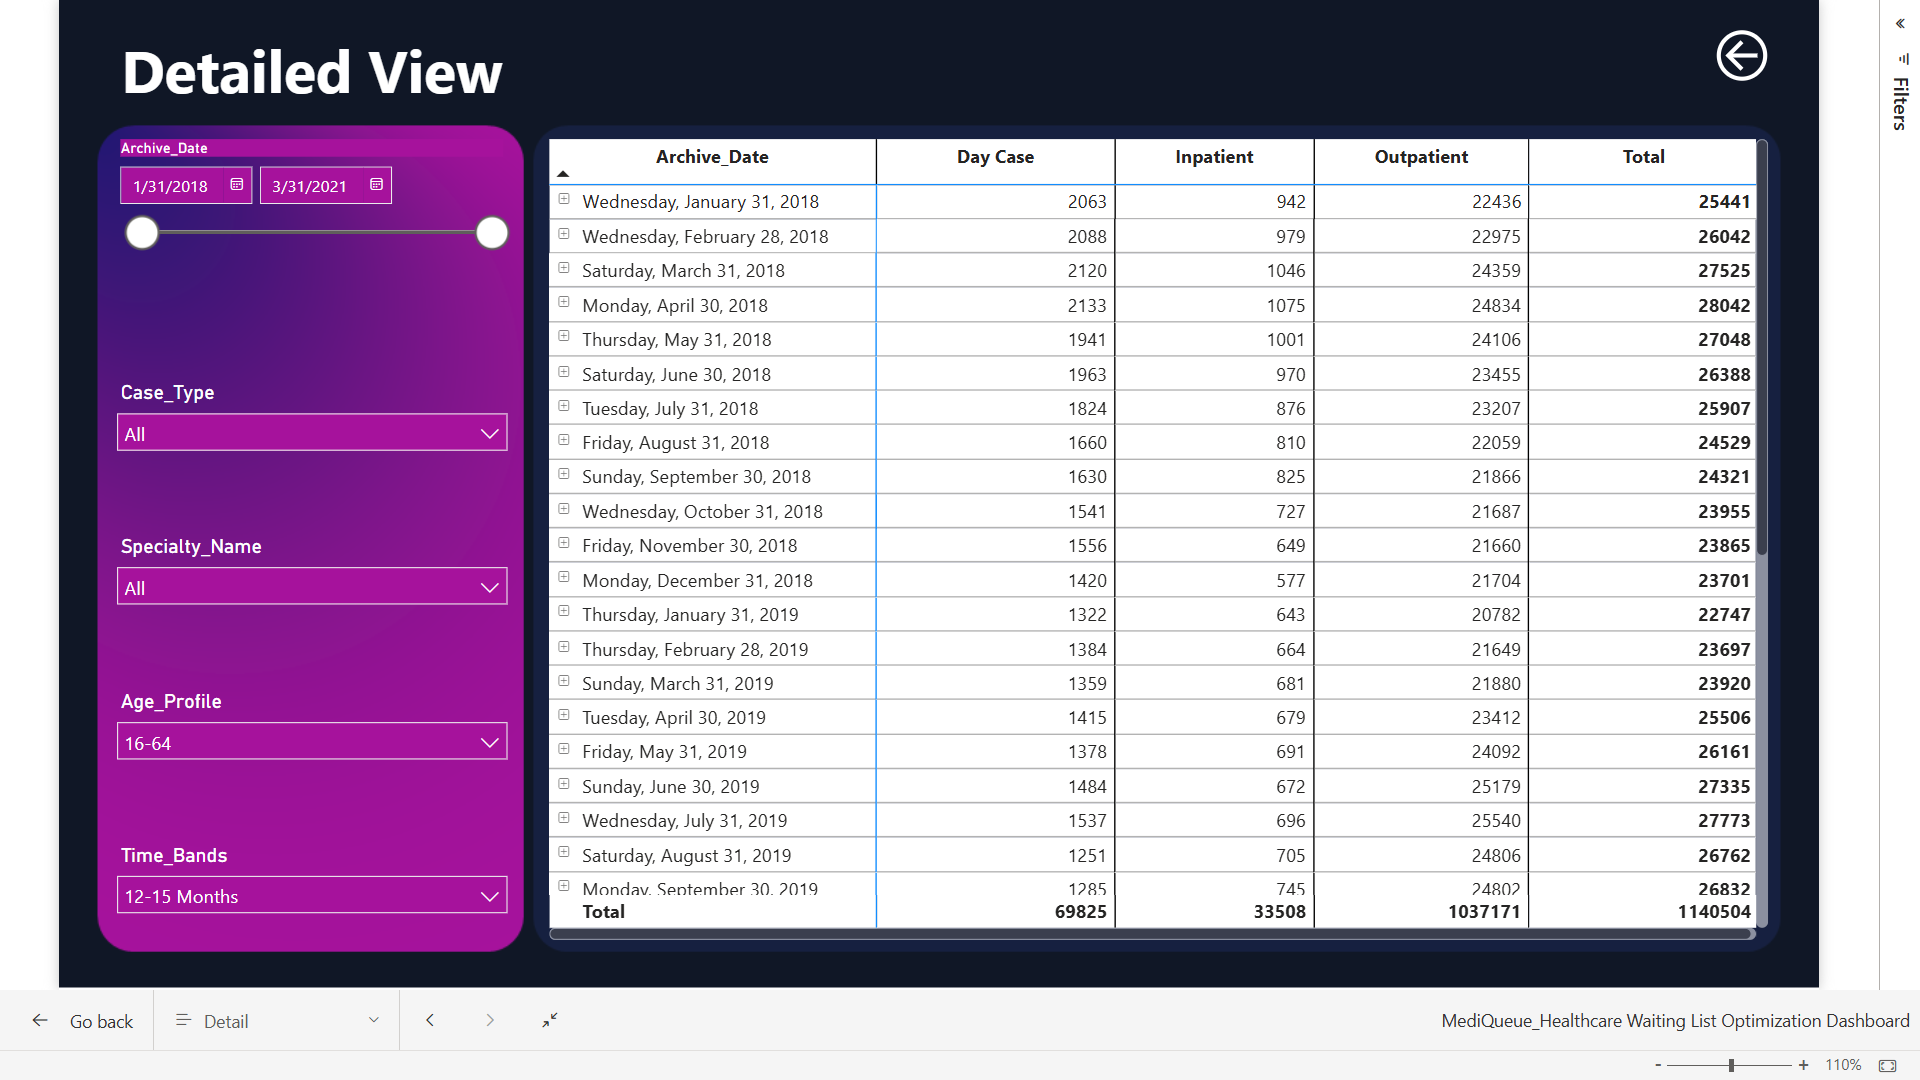 Detailed View
Filters
Archive_Date
1/31/2018 3/31/2021
Case_Type
All
Specialty_Name
All
Age_Profile
16-64
Time_Bands
12-15 Months
Archive_Date Day Case Inpatient Outpatient Total
Wednesday, January 31, 2018 2063 942 22436 25441
Wednesday, February 28, 2018 2088 979 22975 26042
Saturday, March 31, 2018 2120 1046 24359 27525
Monday, April 30, 2018 2133 1075 24834 28042
Thursday, May 31, 2018 1941 1001 24106 27048
Saturday, June 30, 2018 1963 970 23455 26388
Tuesday, July 31, 2018 1824 876 23207 25907
Friday, August 31, 2018 1660 810 22059 24529
Sunday, September 30, 2018 1630 825 21866 24321
Wednesday, October 31, 2018 1541 727 21687 23955
Friday, November 30, 2018 1556 649 21660 23865
Monday, December 31, 2018 1420 577 21704 23701
Thursday, January 31, 2019 1322 643 20782 22747
Thursday, February 28, 2019 1384 664 21649 23697
Sunday, March 31, 2019 1359 681 21880 23920
Tuesday, April 30, 2019 1415 679 23412 25506
Friday, May 31, 2019 1378 691 24092 26161
Sunday, June 30, 2019 1484 672 25179 27335
Wednesday, July 31, 2019 1537 696 25540 27773
Saturday, August 31, 2019 1251 705 24806 26762
Monday, September 30, 2019 1285 745 24802 26832
Total 69825 33508 1037171 1140504
Go back Detail MediQueue_Healthcare Waiting List Optimization Dashboard
- + 110%